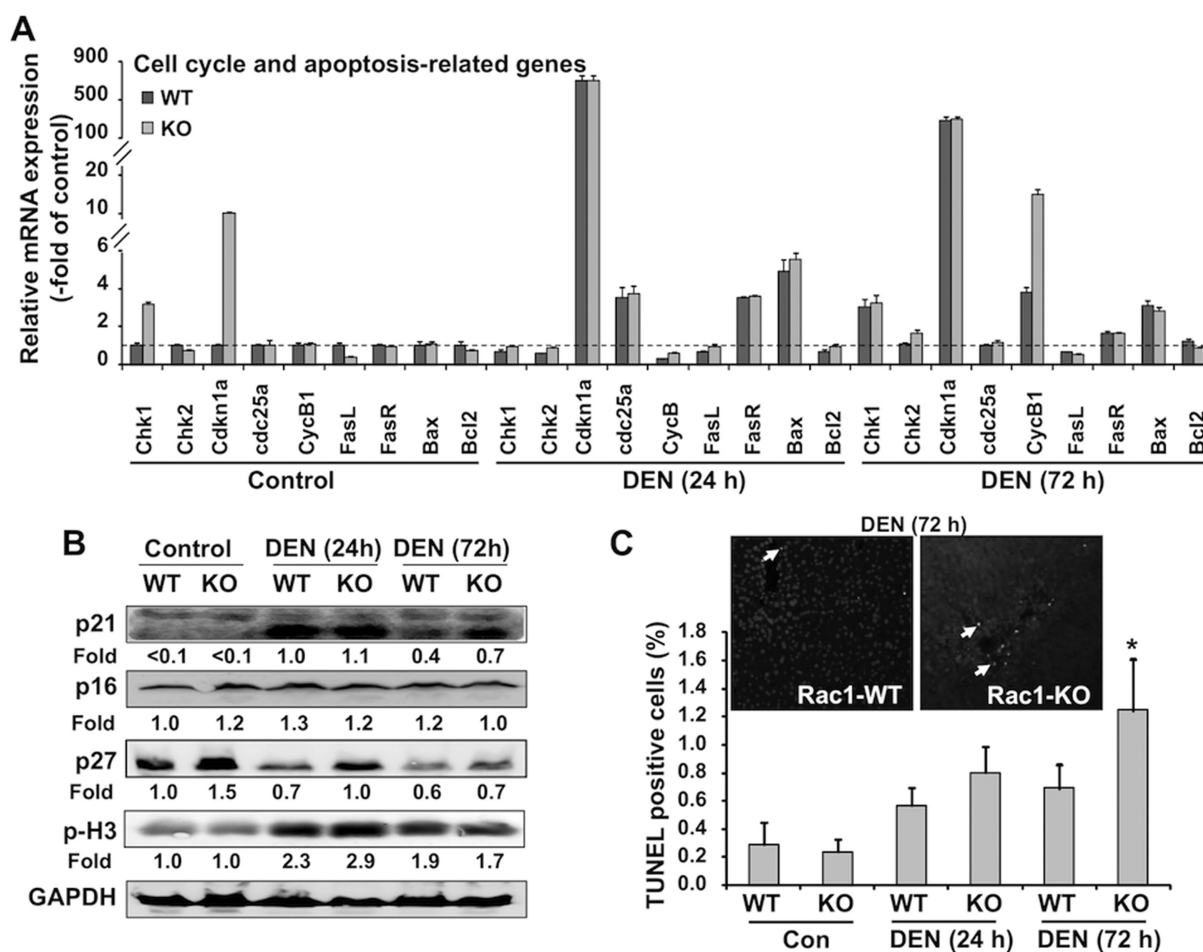 A
Relative mRNA expression
(-fold of control)
Cell cycle and apoptosis-related genes
WT
KO
900
500
100
20
10
6
4
2
0
Chk1
Chk2
Cdkn1a
cdc25a
CycB1
FasL
FasR
Bax
Bcl2
Chk1
Chk2
Cdkn1a
cdc25a
CycB
FasL
FasR
Bax
Bcl2
Chk1
Chk2
Cdkn1a
cdc25a
CycB1
FasL
FasR
Bax
Bcl2
Control DEN (24 h) DEN (72 h)
B
Control DEN (24h) DEN (72h)
WT KO WT KO WT KO
p21
Fold <0.1 <0.1 1.0 1.1 0.4 0.7
p16
Fold 1.0 1.2 1.3 1.2 1.2 1.0
p27
Fold 1.0 1.5 0.7 1.0 0.6 0.7
p-H3
Fold 1.0 1.0 2.3 2.9 1.9 1.7
GAPDH
C
DEN (72 h)
Rac1-WT Rac1-KO
TUNEL positive cells (%)
1.8
1.6
1.4
1.2
1.0
0.8
0.6
0.4
0.2
0.0
*
WT KO WT KO WT KO
Con DEN (24 h) DEN (72 h)